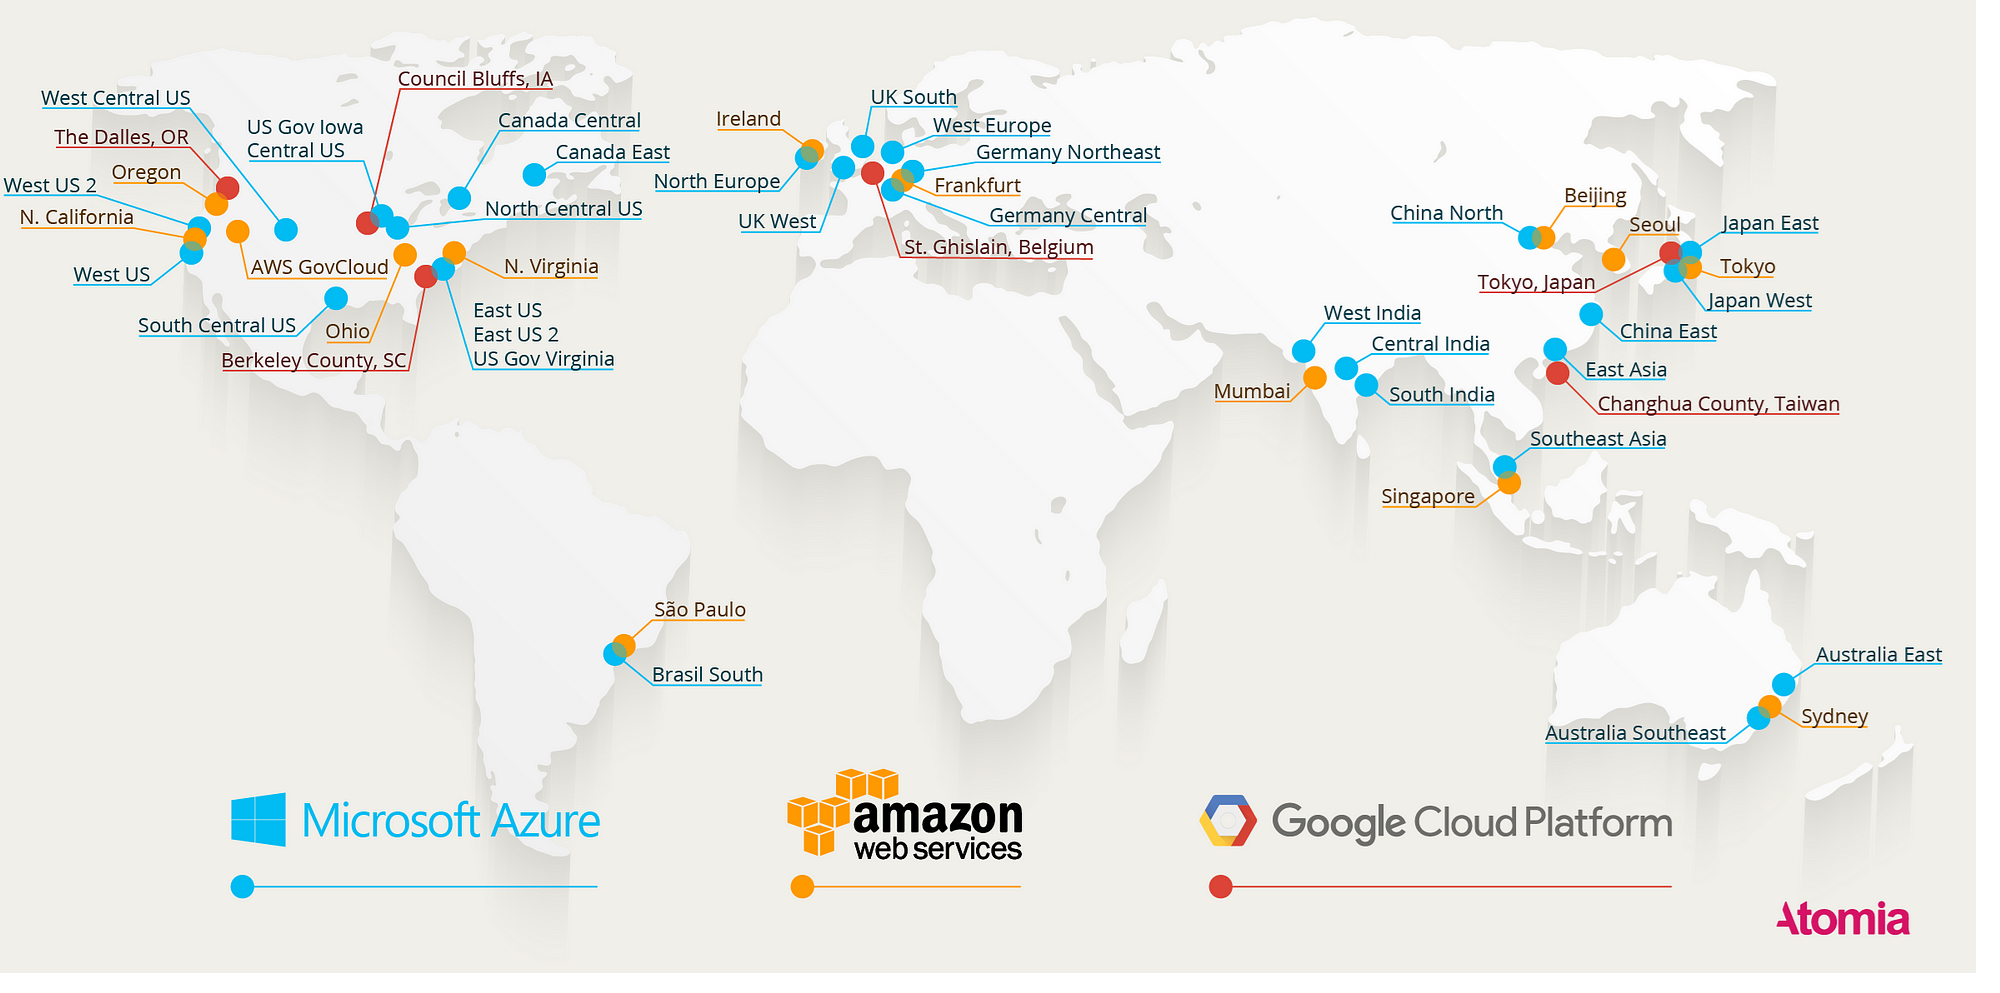 Council Bluffs, IA
West Central US
The Dalles, OR
US Gov Iowa
Central US
Canada Central
Canada East
Oregon
West US 2
N. California
North Central US
West US
AWS GovCloud
N. Virginia
South Central US
Ohio
Berkeley County, SC
East US
East US 2
US Gov Virginia
São Paulo
Brasil South
UK South
Ireland
West Europe
Germany Northeast
North Europe
Frankfurt
UK West
Germany Central
St. Ghislain, Belgium
Beijing
China North
Seoul
Japan East
Tokyo, Japan
Tokyo
Japan West
West India
China East
Central India
East Asia
Mumbai
South India
Changhua County, Taiwan
Southeast Asia
Singapore
Australia East
Sydney
Australia Southeast
Microsoft Azure
amazon
web services
Google Cloud Platform
Atomia